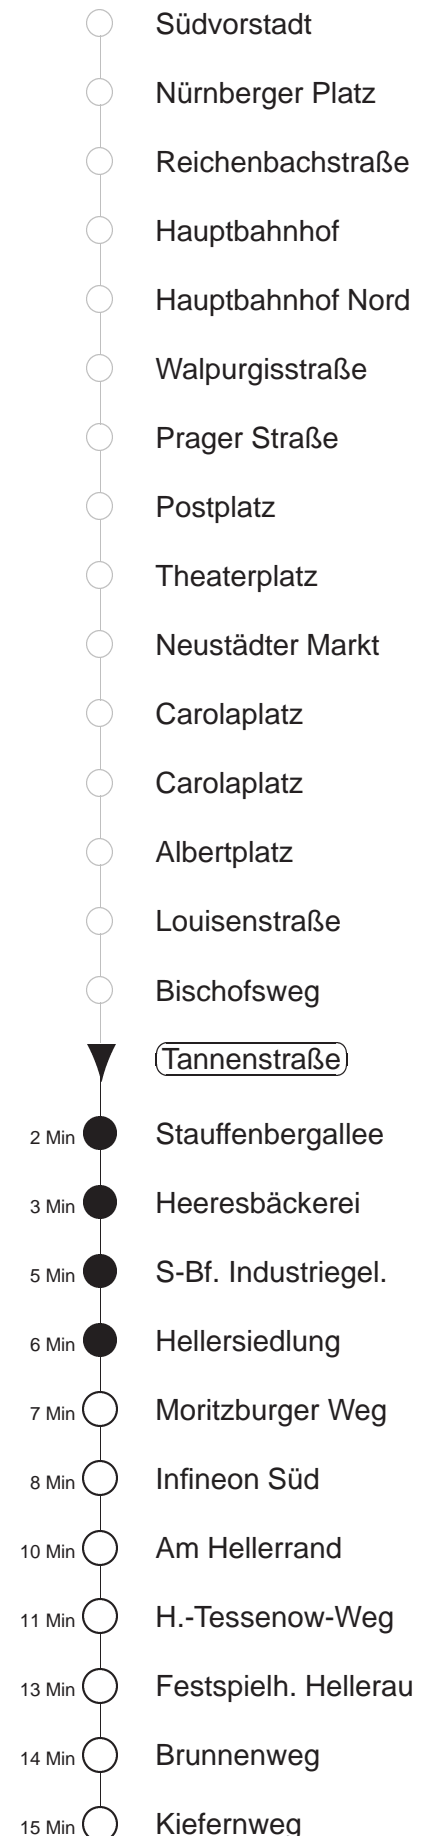 Südvorstadt
Nürnberger Platz
Reichenbachstraße
Hauptbahnhof
Hauptbahnhof Nord
Walpurgisstraße
Prager Straße
Postplatz
Theaterplatz
Neustädter Markt
Carolaplatz
Carolaplatz
Albertplatz
Louisenstraße
Bischofsweg
Tannenstraße
2 Min Stauffenbergallee
3 Min Heeresbäckerei
5 Min S-Bf. Industriegel.
6 Min Hellersiedlung
7 Min Moritzburger Weg
8 Min Infineon Süd
10 Min Am Hellerrand
11 Min H.-Tessenow-Weg
13 Min Festspielh. Hellerau
14 Min Brunnenweg
15 Min Kiefernweg